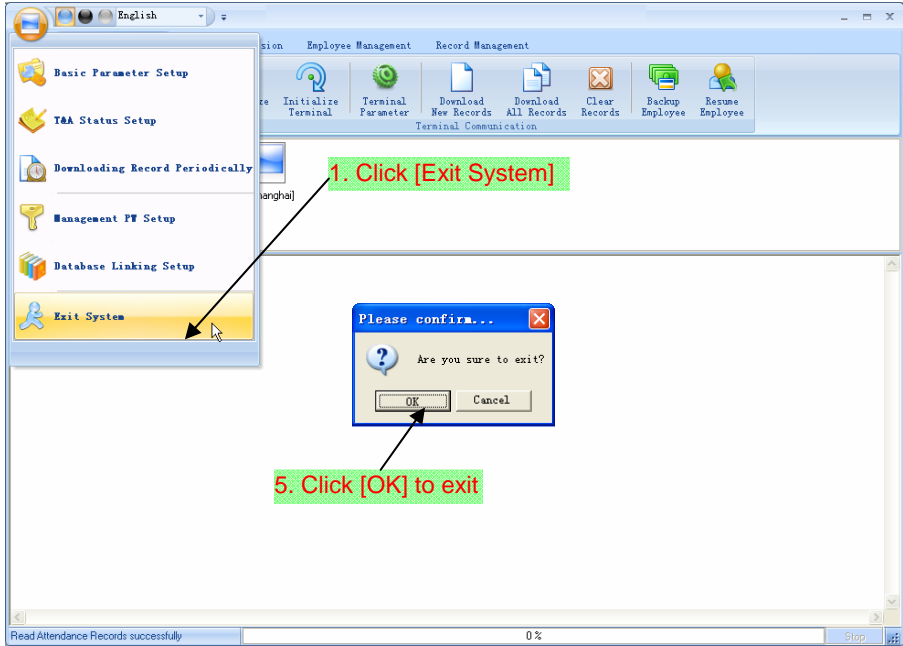 English
sion Employee Management Record Management
Basic Parameter Setup
T&A Status Setup
Downloading Record Periodically
Management PW Setup
Database Linking Setup
Exit System
ze
Initialize
Terminal
Terminal
Parameter
Download
New Records
Download
All Records
Clear
Records
Backup
Employee
Resume
Employee
Terminal Communication
1. Click [Exit System]
hanghai]
Please confirm...
Are you sure to exit?
OK Cancel
5. Click [OK] to exit
Read Attendance Records successfully 0% Stop